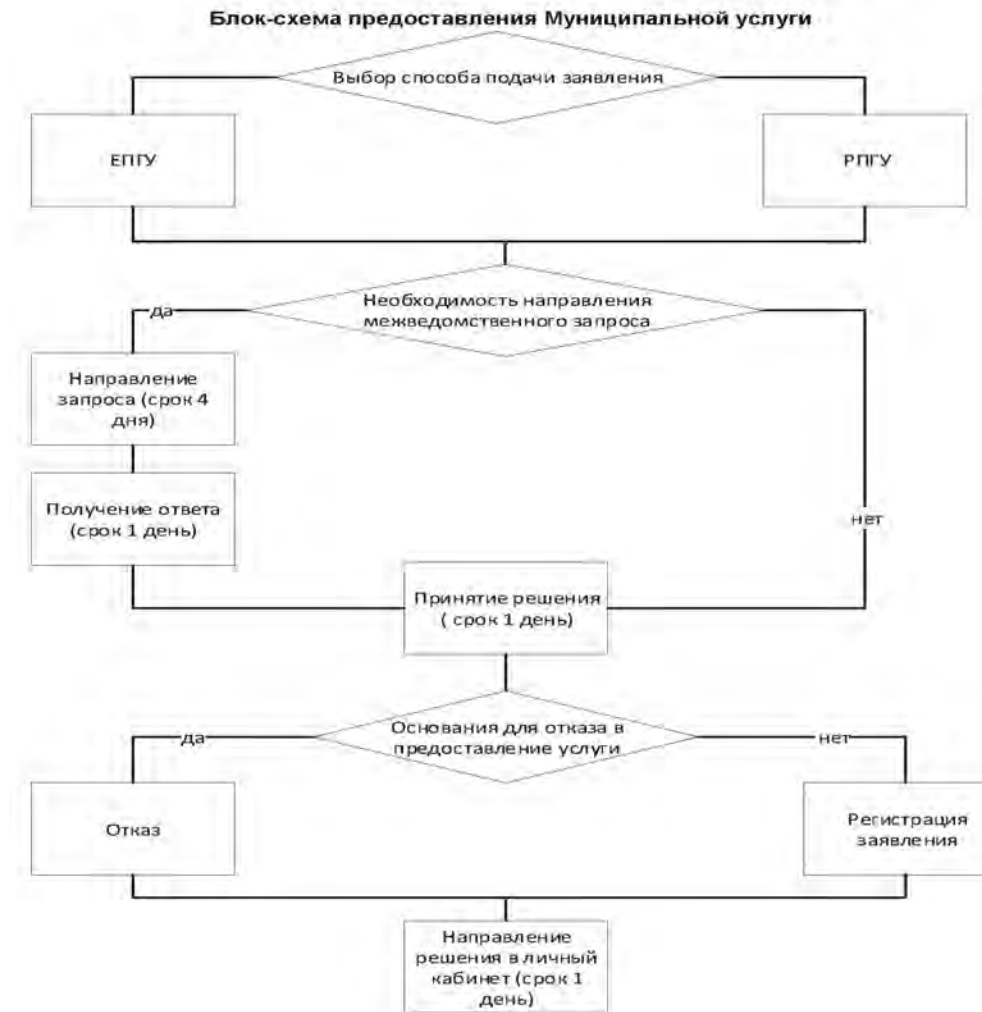 Блок-схема предоставления Муниципальной услуги
Выбор способа подачи заявления
ЕПГУ
РПГУ
Необходимость направления
межведомственного запроса
да
Направление
запроса (срок 4
дня)
Получение ответа
(срок 1 день)
нет
Принятие решения
( срок 1 день)
Основания для отказа в
предоставление услуги
да
нет
Отказ
Регистрация
заявления
Направление
решения в личный
кабинет (срок 1
день)